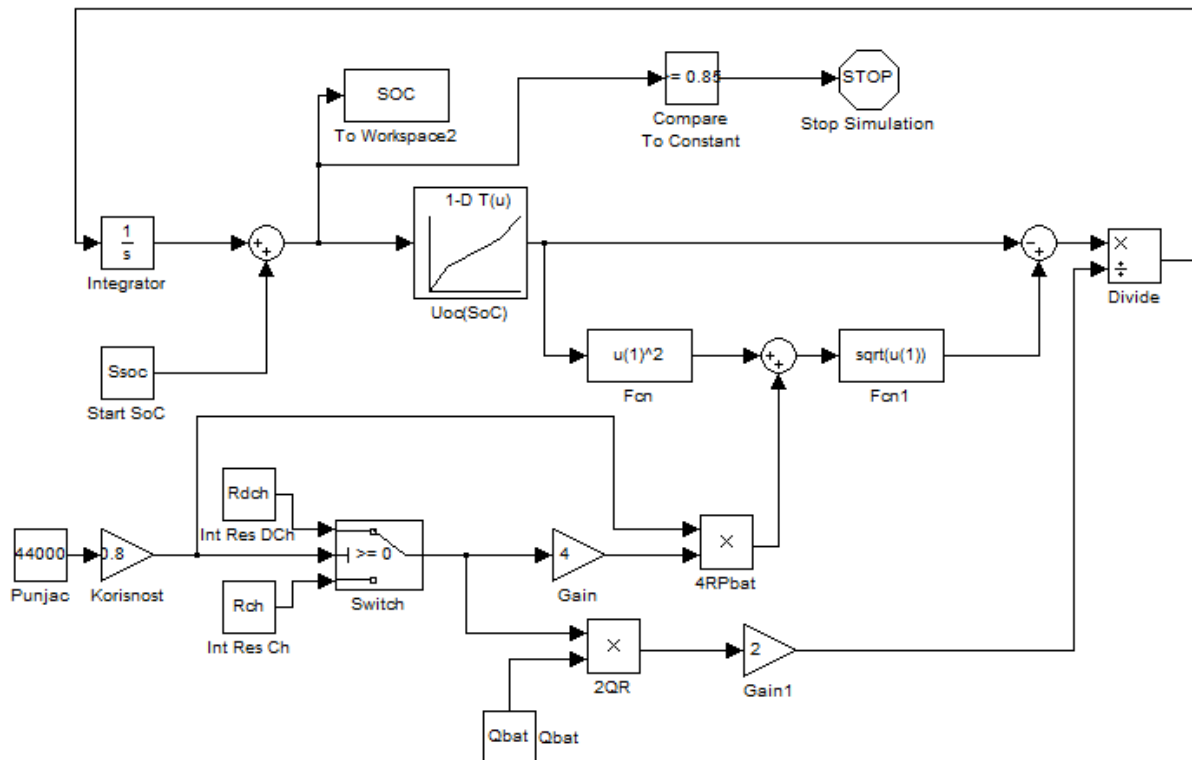 SOC
To Workspace2
= 0.85
Compare
To Constant
STOP
Stop Simulation
1
s
Integrator
+
+
1-D T(u)
Uoc(SoC)
-
+
×
÷
Divide
Ssoc
Start SoC
u(1)^2
Fcn
+
+
sqrt(u(1))
Fcn1
44000
Punjac
0.8
Korisnost
Rdch
Int Res DCh
>= 0
Switch
Rch
Int Res Ch
4
Gain
×
4RPbat
×
2QR
2
Gain1
Qbat Qbat